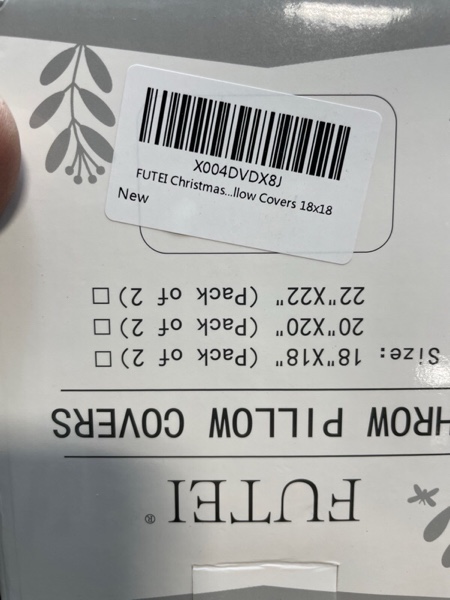 X004DVDX8J
FUTEI Christmas...llow Covers 18x18
New
FUTEI®
HROW PILLOW COVERS
Size: 18"X18" (Pack of 2) □
20"X20" (Pack of 2) □
22"X22" (Pack of 2) □